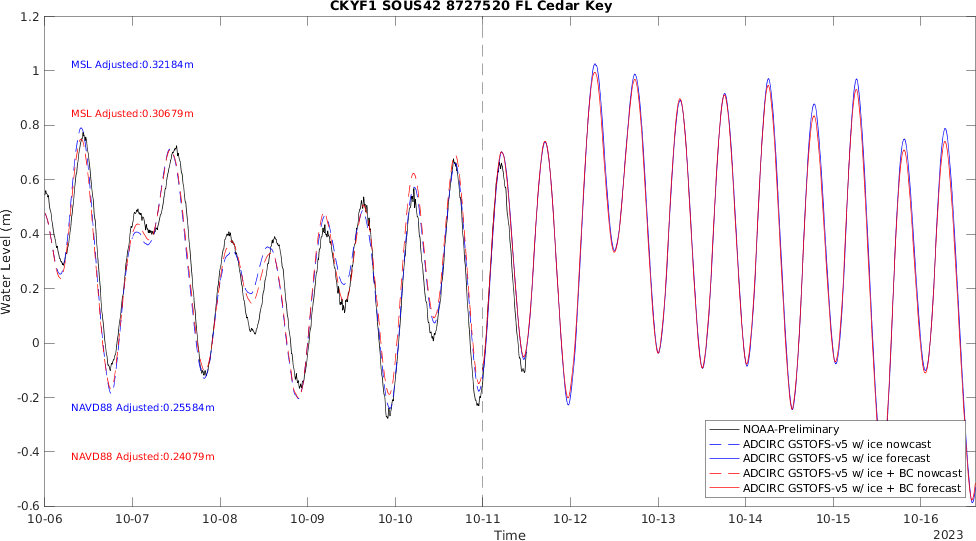 CKYF1 SOUS42 8727520 FL Cedar Key
1.2
1
0.8
0.6
0.4
0.2
0
-0.2
-0.4
-0.6
Water Level (m)
MSL Adjusted:0.32184m
MSL Adjusted:0.30679m
NAVD88 Adjusted:0.25584m
NAVD88 Adjusted:0.24079m
NOAA-Preliminary
ADCIRC GSTOFS-v5 w/ ice nowcast
ADCIRC GSTOFS-v5 w/ ice forecast
ADCIRC GSTOFS-v5 w/ ice + BC nowcast
ADCIRC GSTOFS-v5 w/ ice + BC forecast
10-06 10-07 10-08 10-09 10-10 10-11 10-12 10-13 10-14 10-15 10-16
Time
2023